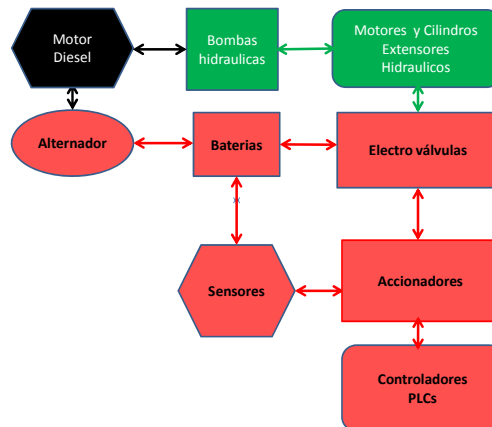 Motor
Diesel
Bombas
hidraulicas
Motores y Cilindros
Extensores
Hidraulicos
Alternador
Baterias
Electro válvulas
Sensores
Accionadores
Controladores
PLCs